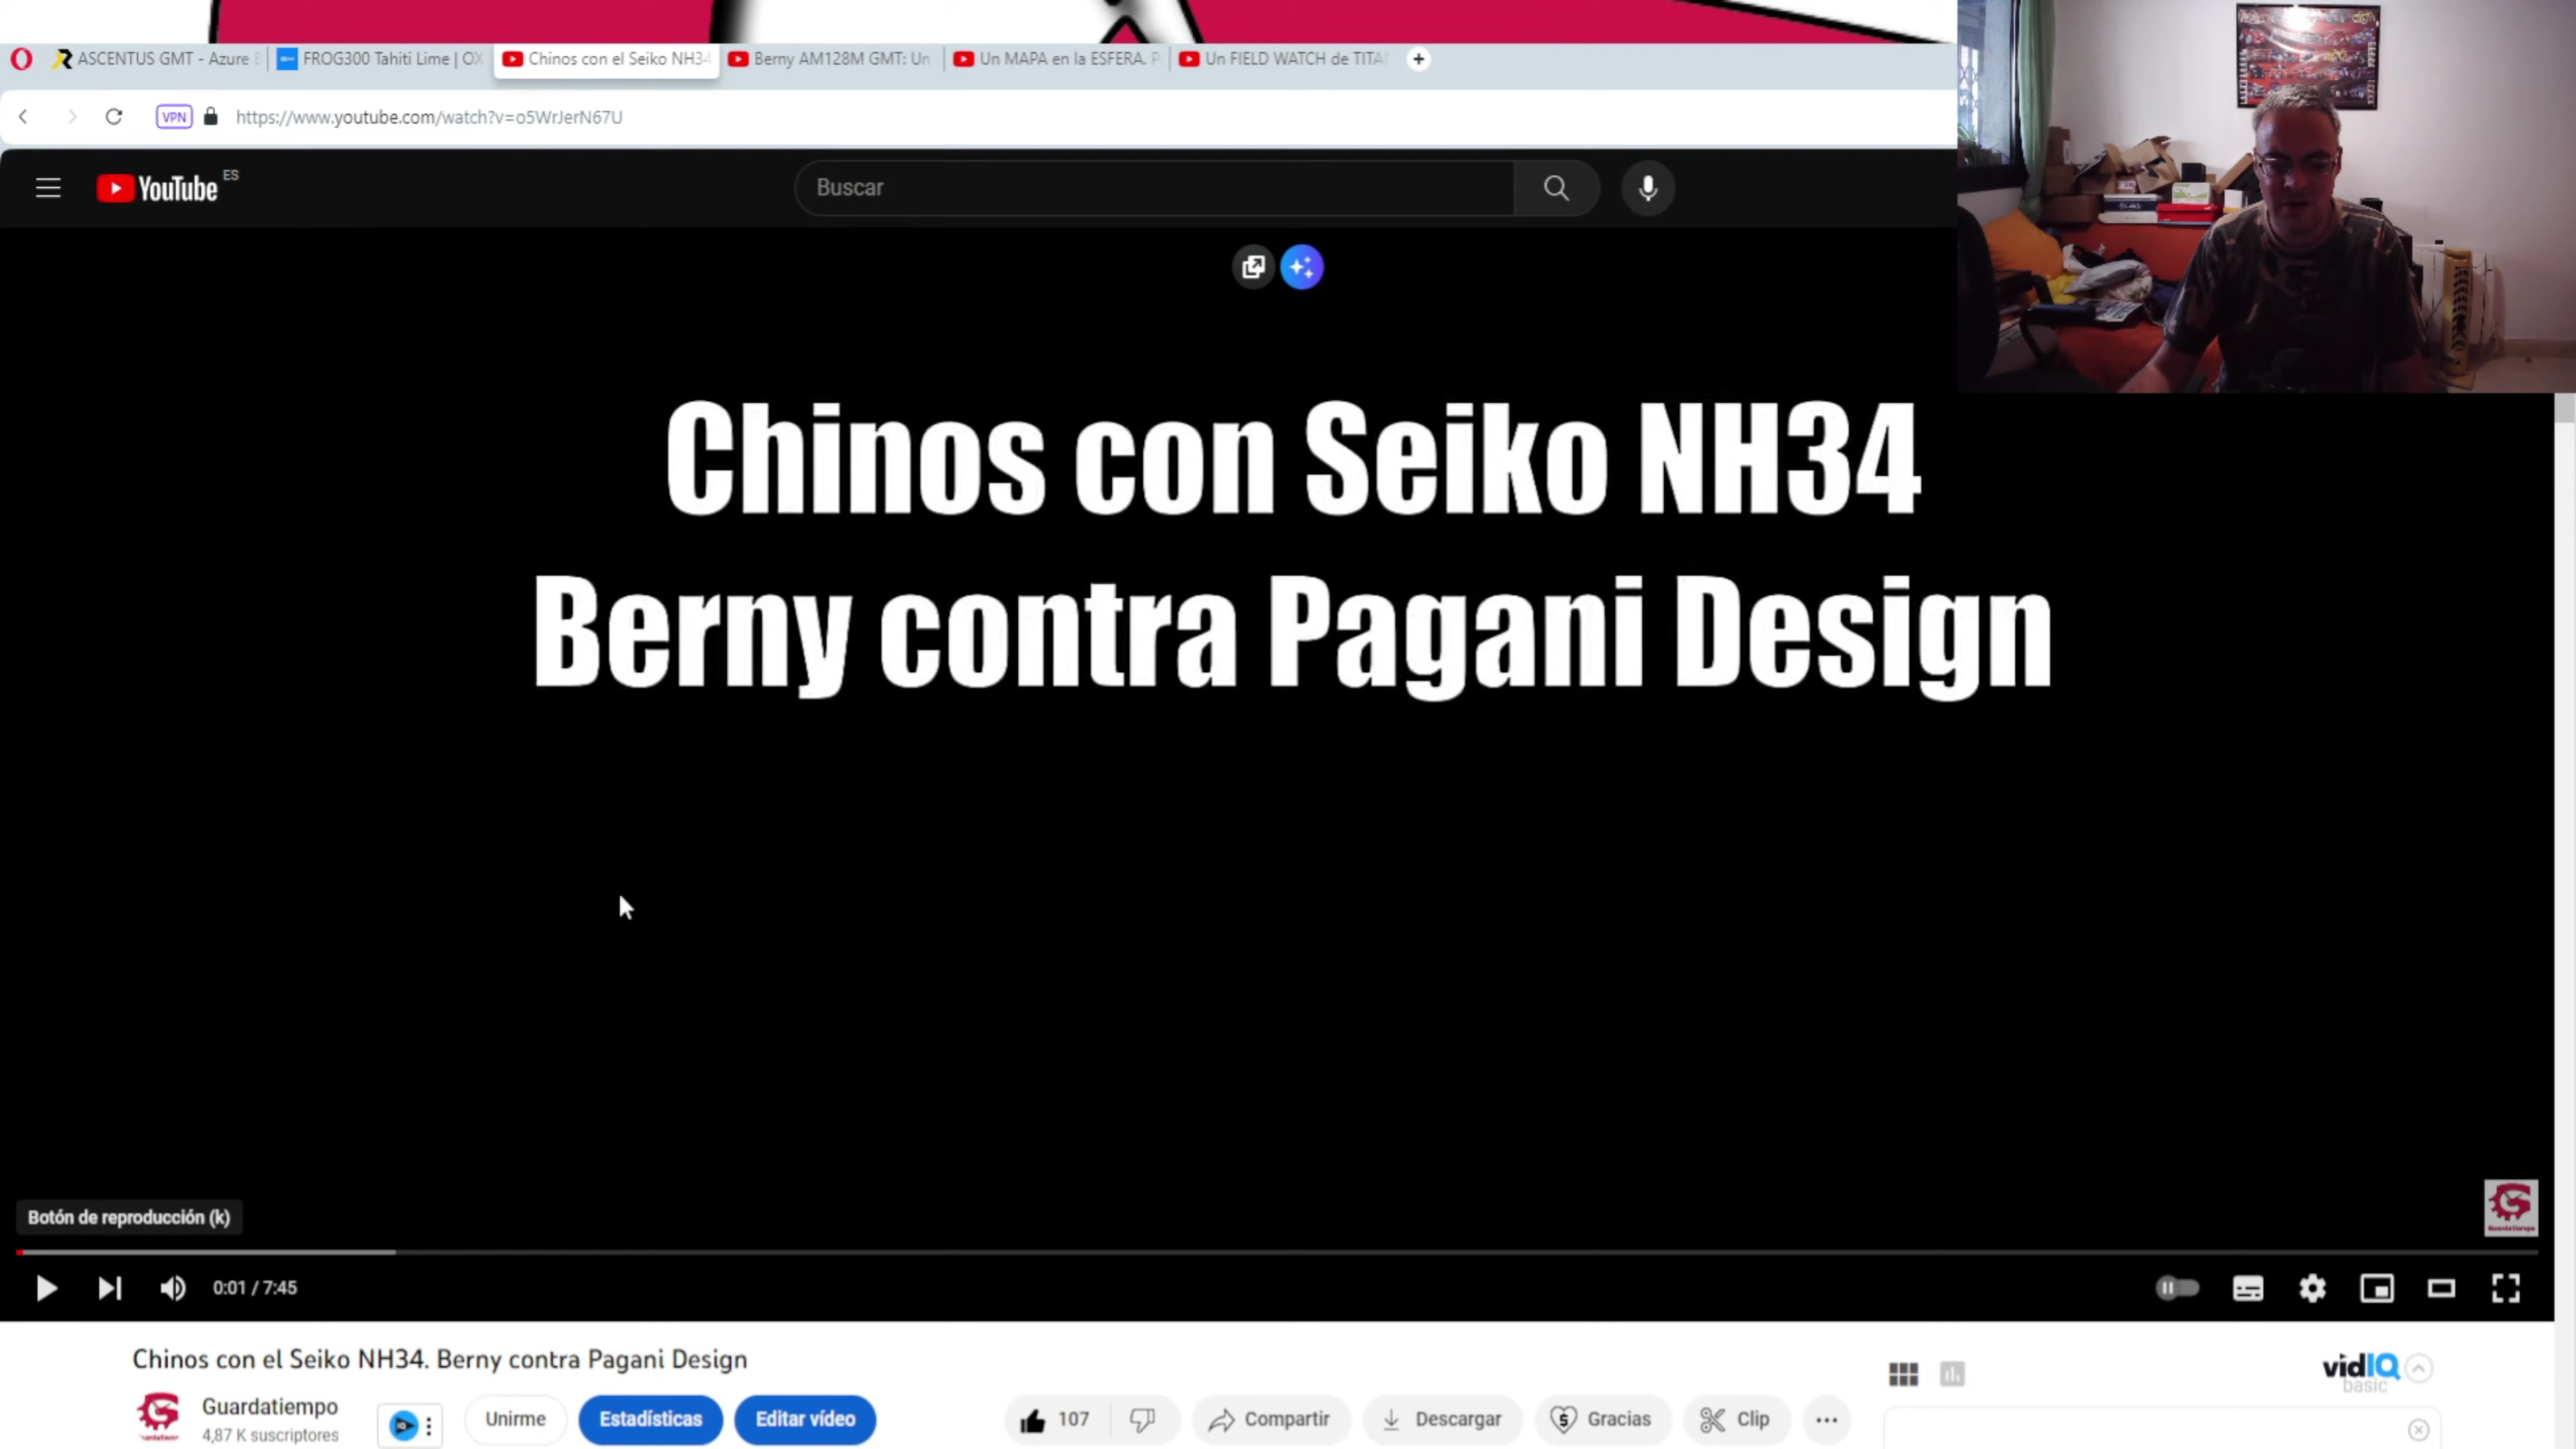 ASCENTUS GMT - Azure
FROG300 Tahiti Lime | OX
Chinos con el Seiko NH34
Berny AM128M GMT: Un
Un MAPA en la ESFERA. P
Un FIELD WATCH de TITA
VPN
https://www.youtube.com/watch?v=o5WrJerN67U
YouTube ES
Buscar
Chinos con Seiko NH34
Berny contra Pagani Design
Botón de reproducción (k)
Guardatiempo
0:01 / 7:45
Chinos con el Seiko NH34. Berny contra Pagani Design
vidIQ
basic
Guardatiempo
4,87 K suscriptores
Unirme
Estadísticas
Editar vídeo
107
Compartir
Descargar
Gracias
Clip